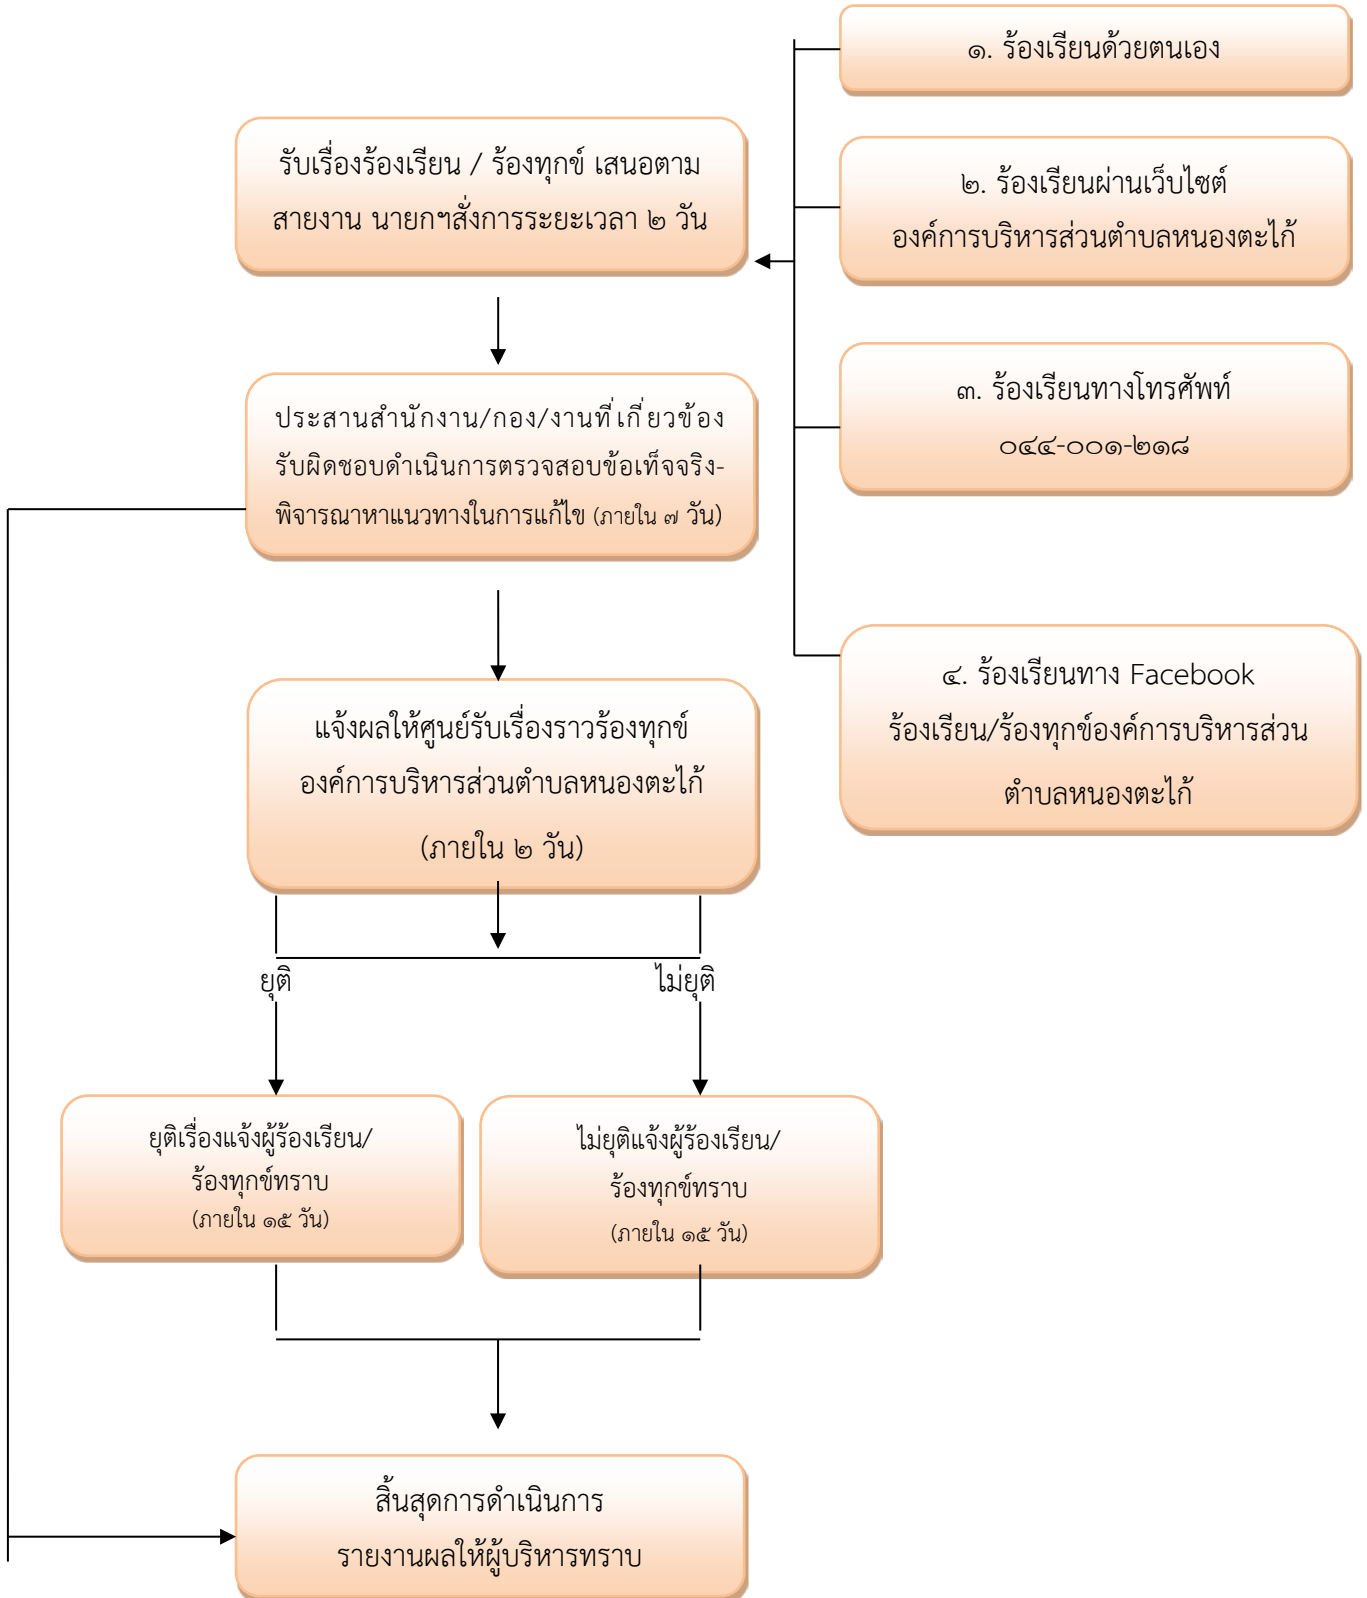 ๑. ร้องเรียนด้วยตนเอง
รับเรื่องร้องเรียน / ร้องทุกข์ เสนอตาม
สายงาน นายกฯสั่งการระยะเวลา ๒ วัน
๒. ร้องเรียนผ่านเว็บไซต์
องค์การบริหารส่วนตำบลหนองตะไก้
๓. ร้องเรียนทางโทรศัพท์
๐๔๔-๐๐๑-๒๑๘
ประสานสำนักงาน/กอง/งานที่เกี่ยวข้อง
รับผิดชอบดำเนินการตรวจสอบข้อเท็จจริง-
พิจารณาหาแนวทางในการแก้ไข (ภายใน ๗ วัน)
๔. ร้องเรียนทาง Facebook
ร้องเรียน/ร้องทุกข์องค์การบริหารส่วน
ตำบลหนองตะไก้
แจ้งผลให้ศูนย์รับเรื่องราวร้องทุกข์
องค์การบริหารส่วนตำบลหนองตะไก้
(ภายใน ๒ วัน)
ยุติ
ไม่ยุติ
ยุติเรื่องแจ้งผู้ร้องเรียน/
ร้องทุกข์ทราบ
(ภายใน ๑๕ วัน)
ไม่ยุติแจ้งผู้ร้องเรียน/
ร้องทุกข์ทราบ
(ภายใน ๑๕ วัน)
สิ้นสุดการดำเนินการ
รายงานผลให้ผู้บริหารทราบ